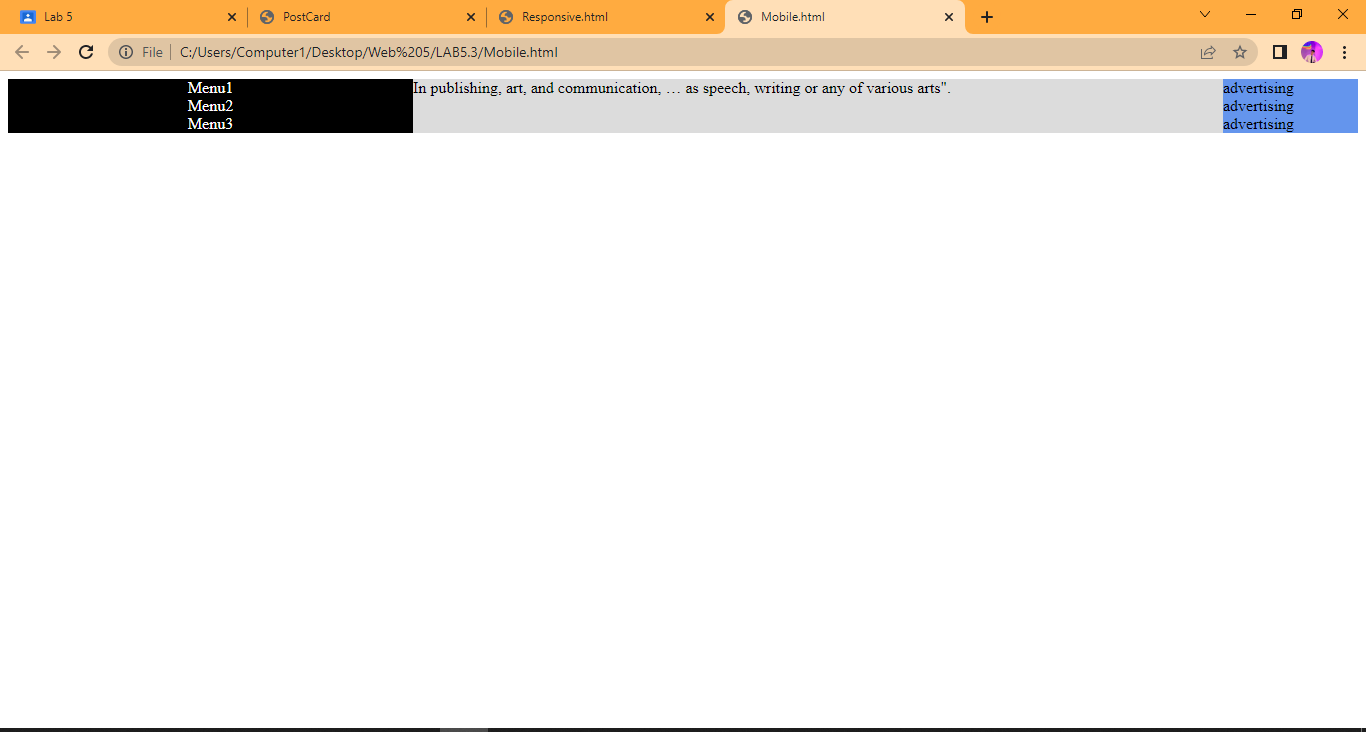 Lab 5
PostCard
Responsive.html
Mobile.html
File
C:/Users/Computer1/Desktop/Web%205/LAB5.3/Mobile.html
Menu1
Menu2
Menu3
In publishing, art, and communication, … as speech, writing or any of various arts".
advertising
advertising
advertising